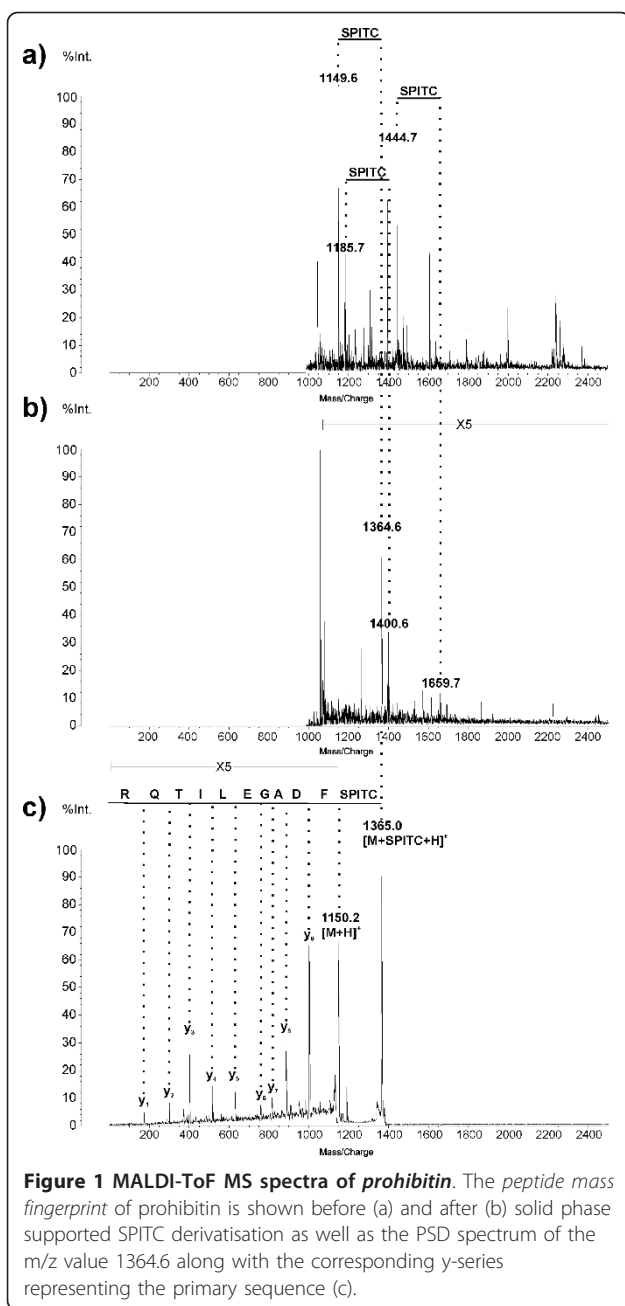 a)
SPITC
%Int.
1149.6
SPITC
100
90
1444.7
80
70
SPITC
60
50
1185.7
40
30
20
10
0
200 400 600 800 1000 1200 1400 1600 1800 2000 2200 2400
Mass/Charge
b)
%Int.
X5
100
90
80
70
1364.6
60
50
40
1400.6
30
20
1659.7
10
0
200 400 600 800 1000 1200 1400 1600 1800 2000 2200 2400
Mass/Charge
X5
R Q T I L E G A D F SPITC
c)
%Int.
1365.0
[M+SPITC+H]+
100
90
80
1150.2
[M+H]+
70
y9
60
50
40
30
y3
y8
20
y4
y5
10
y1
y2
y6
y7
0
200 400 600 800 1000 1200 1400 1600 1800 2000 2200 2400
Mass/Charge
Figure 1 MALDI-ToF MS spectra of prohibitin. The peptide mass
fingerprint of prohibitin is shown before (a) and after (b) solid phase
supported SPITC derivatisation as well as the PSD spectrum of the
m/z value 1364.6 along with the corresponding y-series
representing the primary sequence (c).